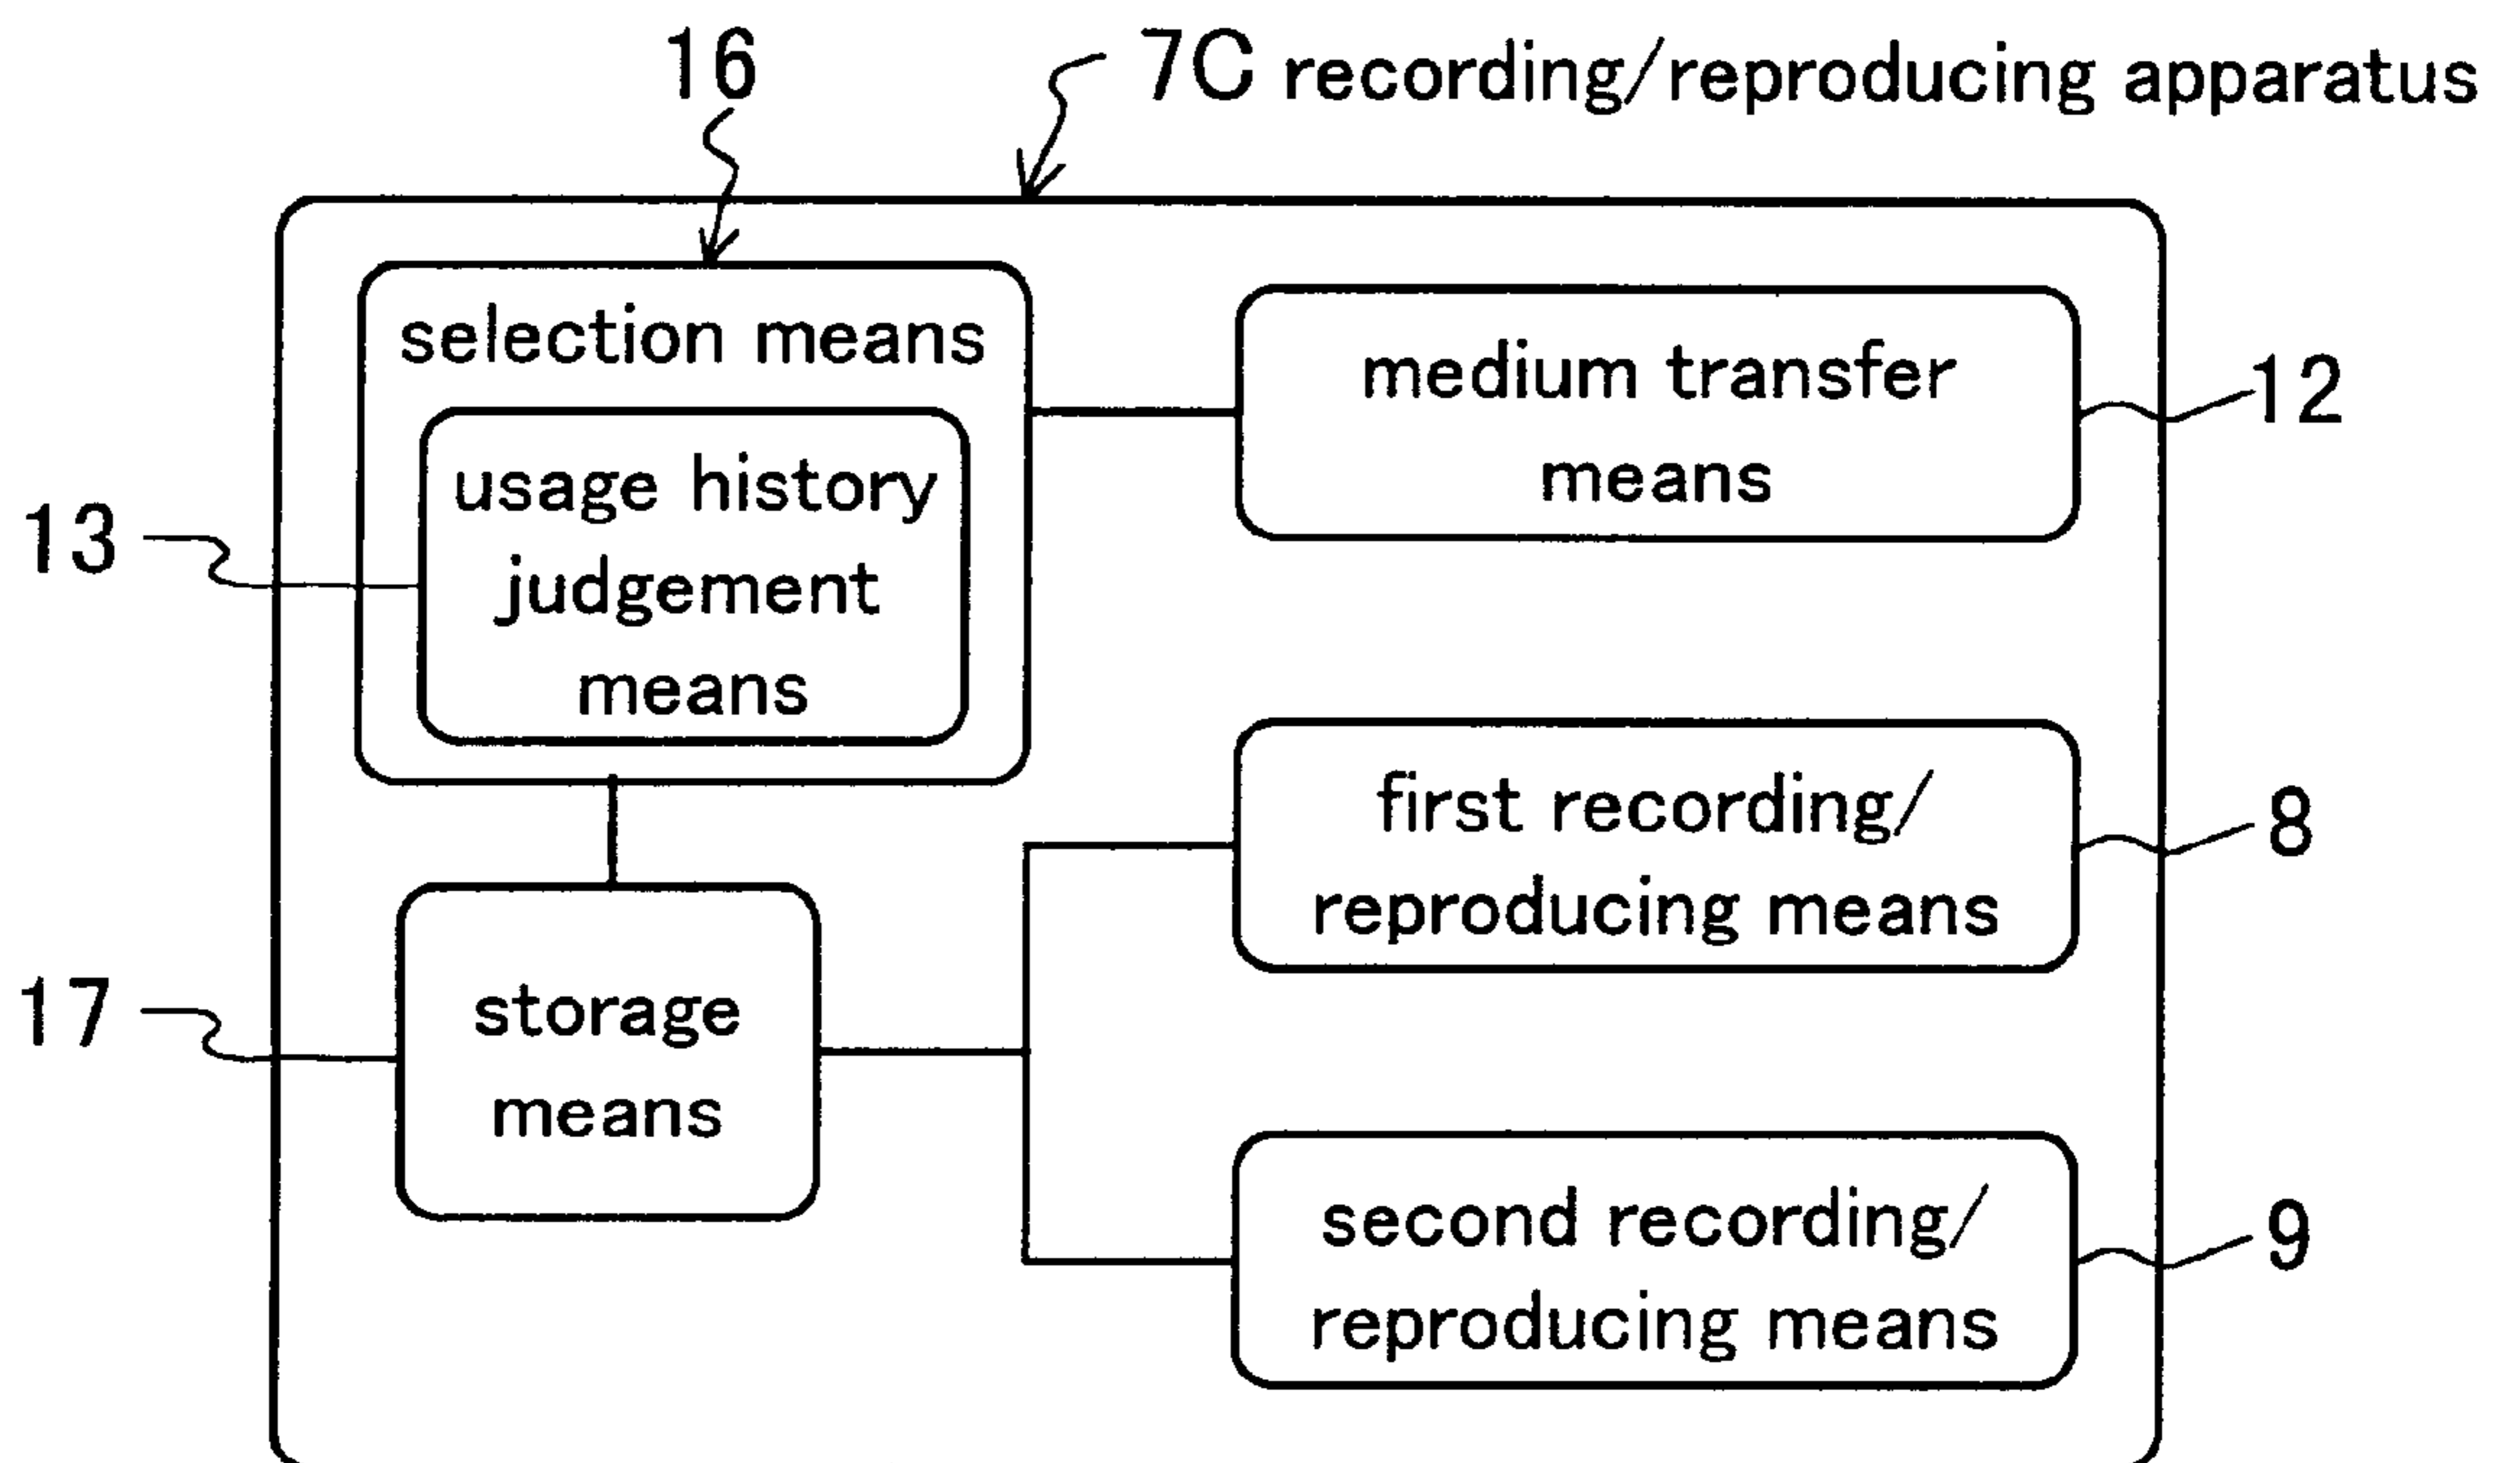 16
7C recording/reproducing apparatus
selection means
usage history
judgement
means
13
medium transfer
means
12
first recording/
reproducing means
8
storage
means
17
second recording/
reproducing means
9